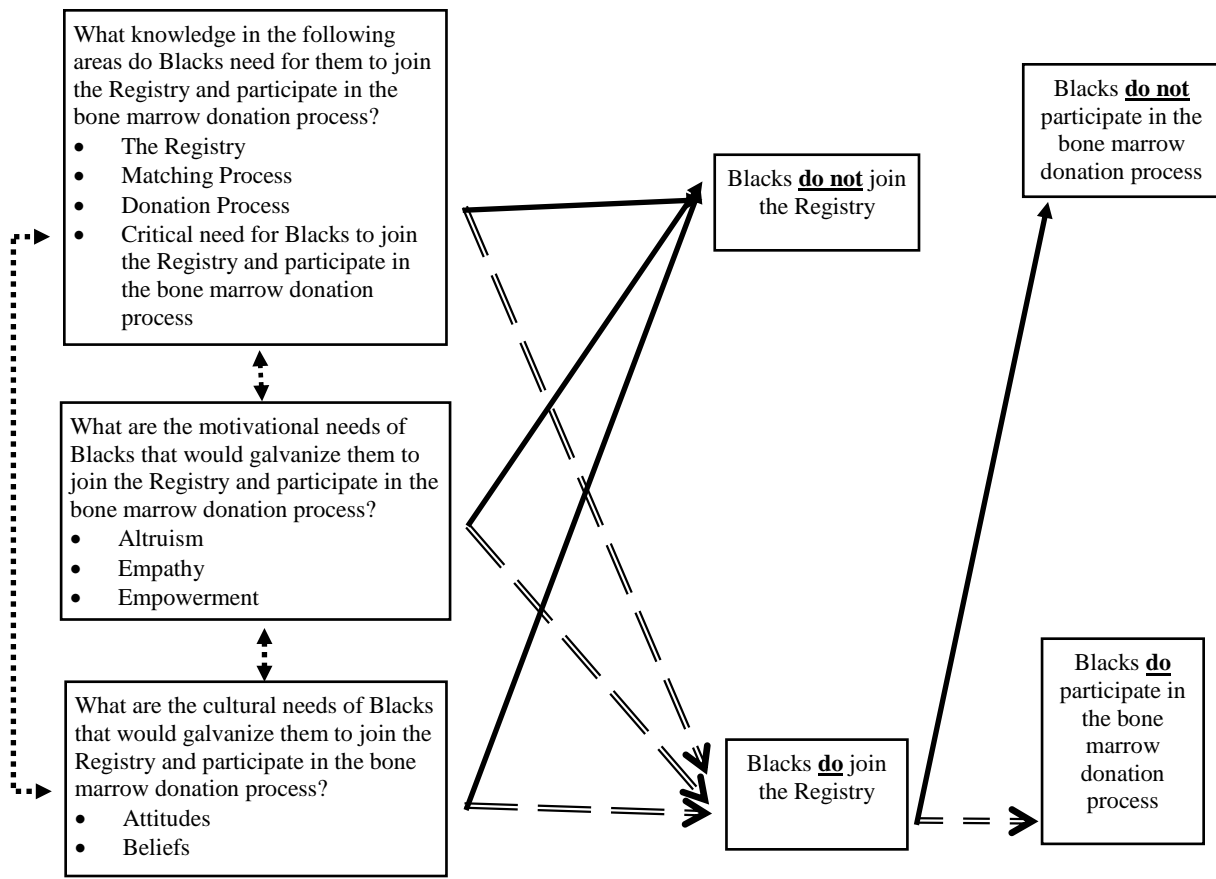 What knowledge in the following
areas do Blacks need for them to join
the Registry and participate in the
bone marrow donation process?
• The Registry
• Matching Process
• Donation Process
• Critical need for Blacks to join
the Registry and participate in
the bone marrow donation
process
What are the motivational needs of
Blacks that would galvanize them to
join the Registry and participate in the
bone marrow donation process?
• Altruism
• Empathy
• Empowerment
What are the cultural needs of Blacks
that would galvanize them to join the
Registry and participate in the bone
marrow donation process?
• Attitudes
• Beliefs
Blacks do not join
the Registry
Blacks do join
the Registry
Blacks do not
participate in the
bone marrow
donation process
Blacks do
participate in
the bone
marrow
donation
process